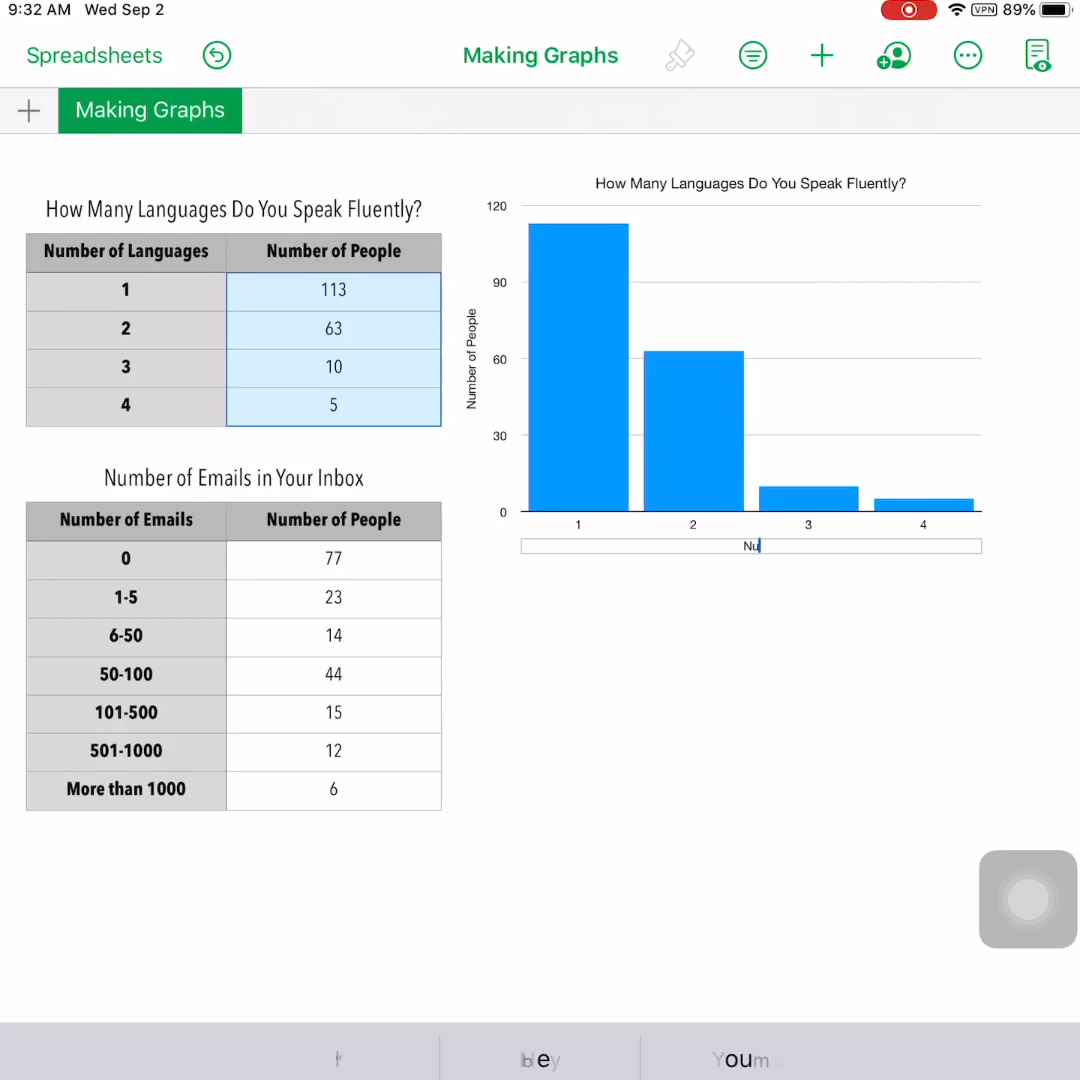 9:32 AM Wed Sep 2
VPN 89%
Spreadsheets
Making Graphs
Making Graphs
How Many Languages Do You Speak Fluently?
Number of Languages Number of People
1 113
2 63
3 10
4 5
Number of Emails in Your Inbox
Number of Emails Number of People
0 77
1-5 23
6-50 14
50-100 44
101-500 15
501-1000 12
More than 1000 6
How Many Languages Do You Speak Fluently?
Number of People
120
90
60
30
0
1 2 3 4
Nu